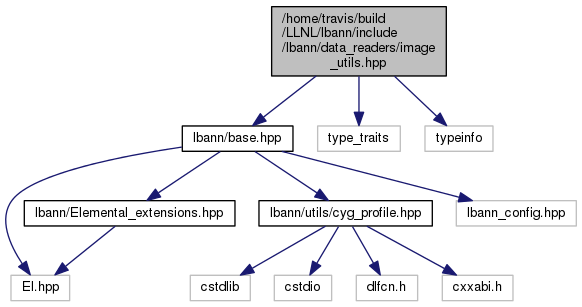 /home/travis/build
/LLNL/lbann/include
/lbann/data_readers/image
_utils.hpp
lbann/base.hpp
type_traits
typeinfo
lbann/Elemental_extensions.hpp
lbann/utils/cyg_profile.hpp
lbann_config.hpp
El.hpp
cstdlib
cstdio
dlfcn.h
cxxabi.h